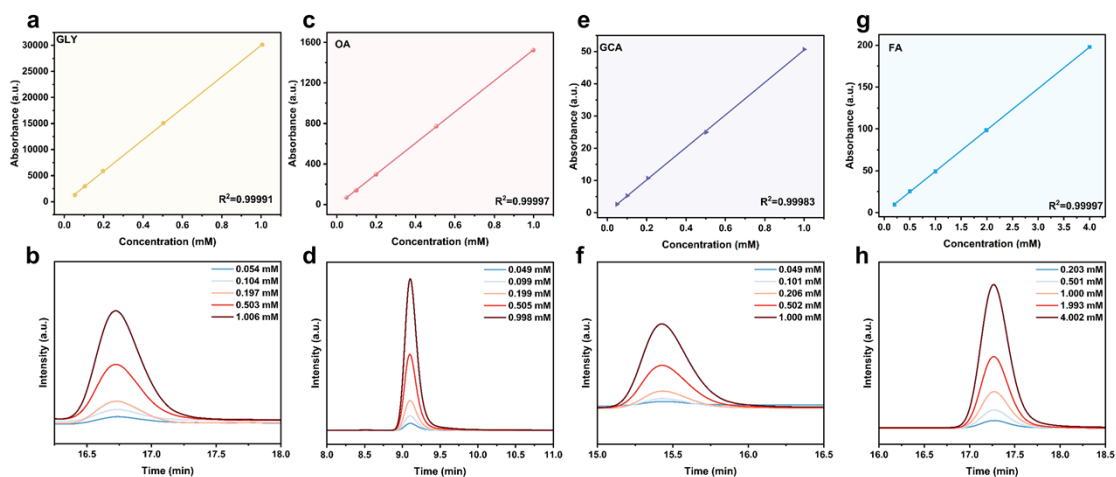 a
GLY
Absorbance (a.u.)
30000
25000
20000
15000
10000
5000
0
R²=0.99991
0.0 0.2 0.4 0.6 0.8 1.0
Concentration (mM)
c
OA
Absorbance (a.u.)
1600
1200
800
400
0
R²=0.99997
0.0 0.2 0.4 0.6 0.8 1.0
Concentration (mM)
e
GCA
Absorbance (a.u.)
50
40
30
20
10
0
R²=0.99983
0.0 0.2 0.4 0.6 0.8 1.0
Concentration (mM)
g
FA
Absorbance (a.u.)
200
150
100
50
0
R²=0.99997
0.0 0.5 1.0 1.5 2.0 2.5 3.0 3.5 4.0
Concentration (mM)
b
Intensity (a.u.)
0.054 mM
0.104 mM
0.197 mM
0.503 mM
1.006 mM
16.5 17.0 17.5 18.0
Time (min)
d
Intensity (a.u.)
0.049 mM
0.099 mM
0.199 mM
0.505 mM
0.998 mM
8.0 8.5 9.0 9.5 10.0 10.5 11.0
Time (min)
f
Intensity (a.u.)
0.049 mM
0.101 mM
0.206 mM
0.502 mM
1.000 mM
15.0 15.5 16.0 16.5
Time (min)
h
Intensity (a.u.)
0.203 mM
0.501 mM
1.000 mM
1.993 mM
4.002 mM
16.0 16.5 17.0 17.5 18.0 18.5
Time (min)